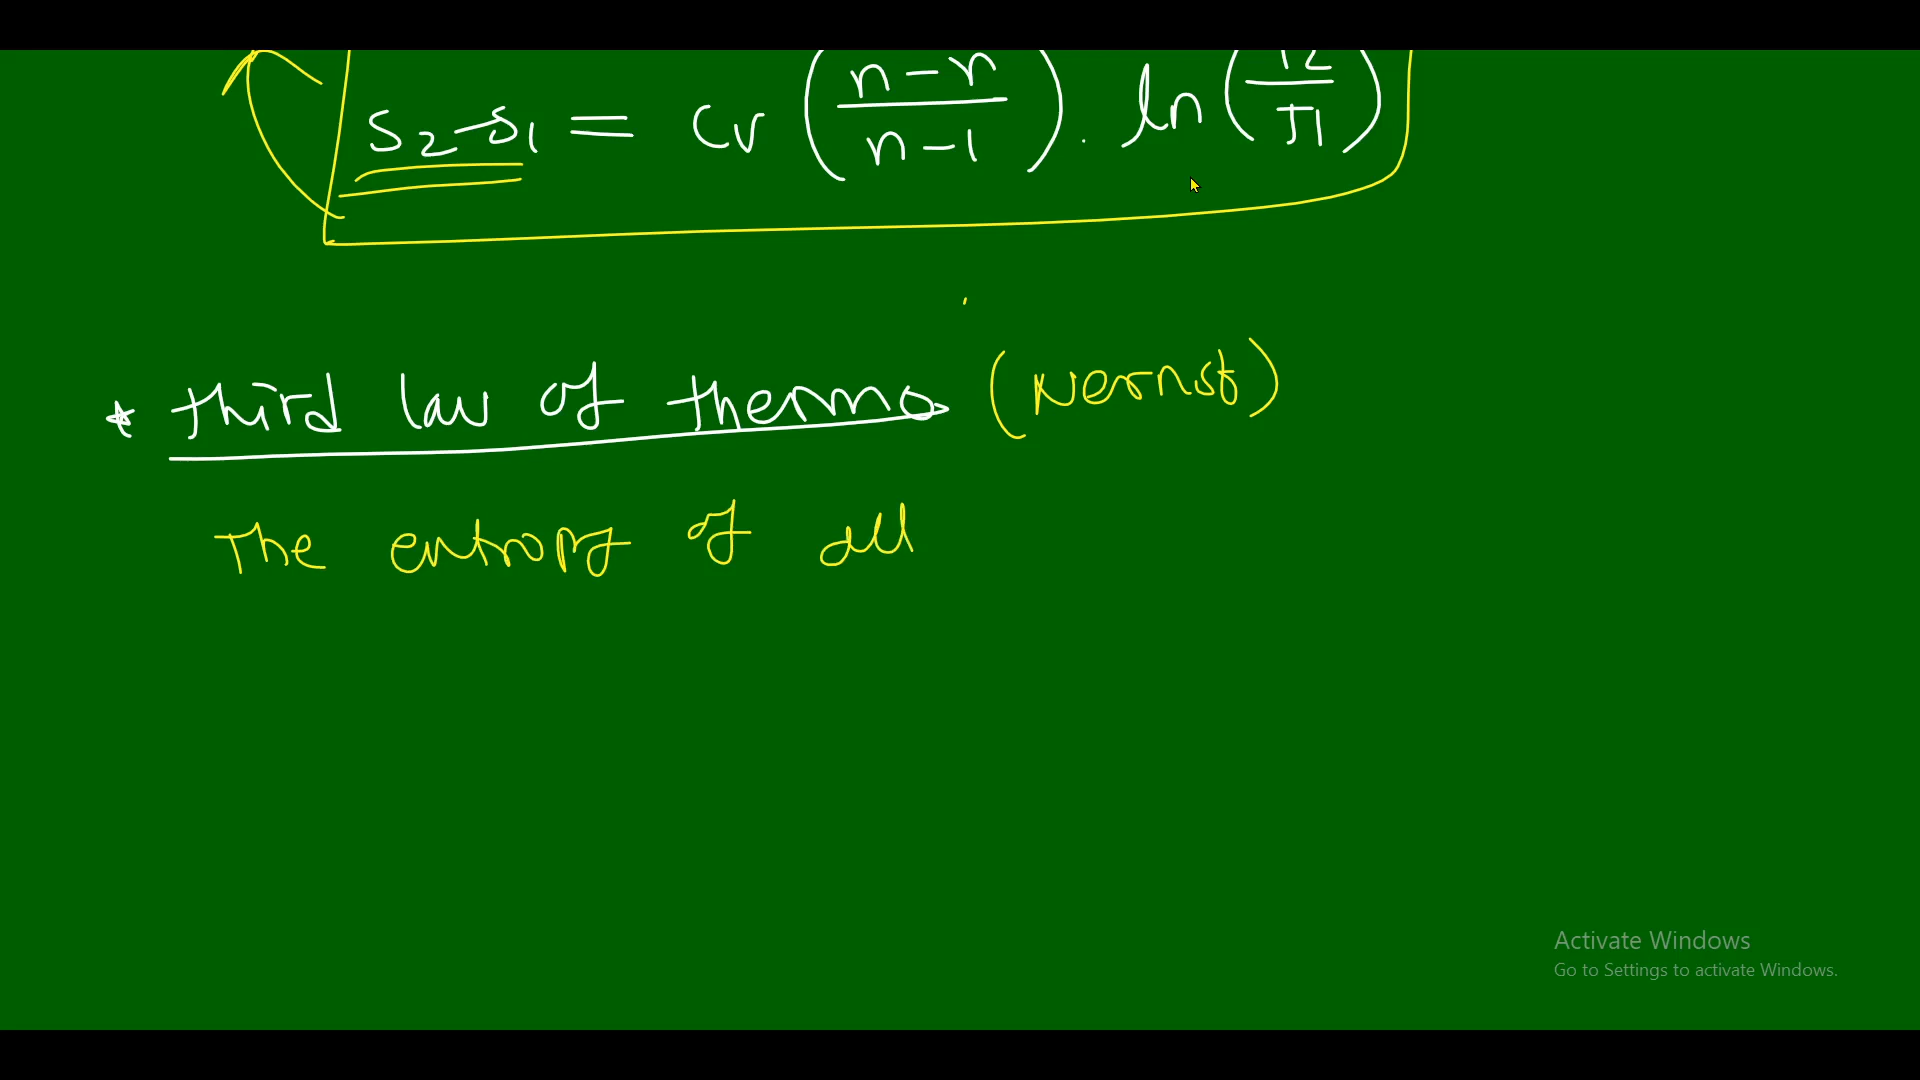 S2-S1 = Cv (n-r / n-1) . ln (T2 / T1)
* third law of thermo (Nernst)
The entropy of all
Activate Windows
Go to Settings to activate Windows.